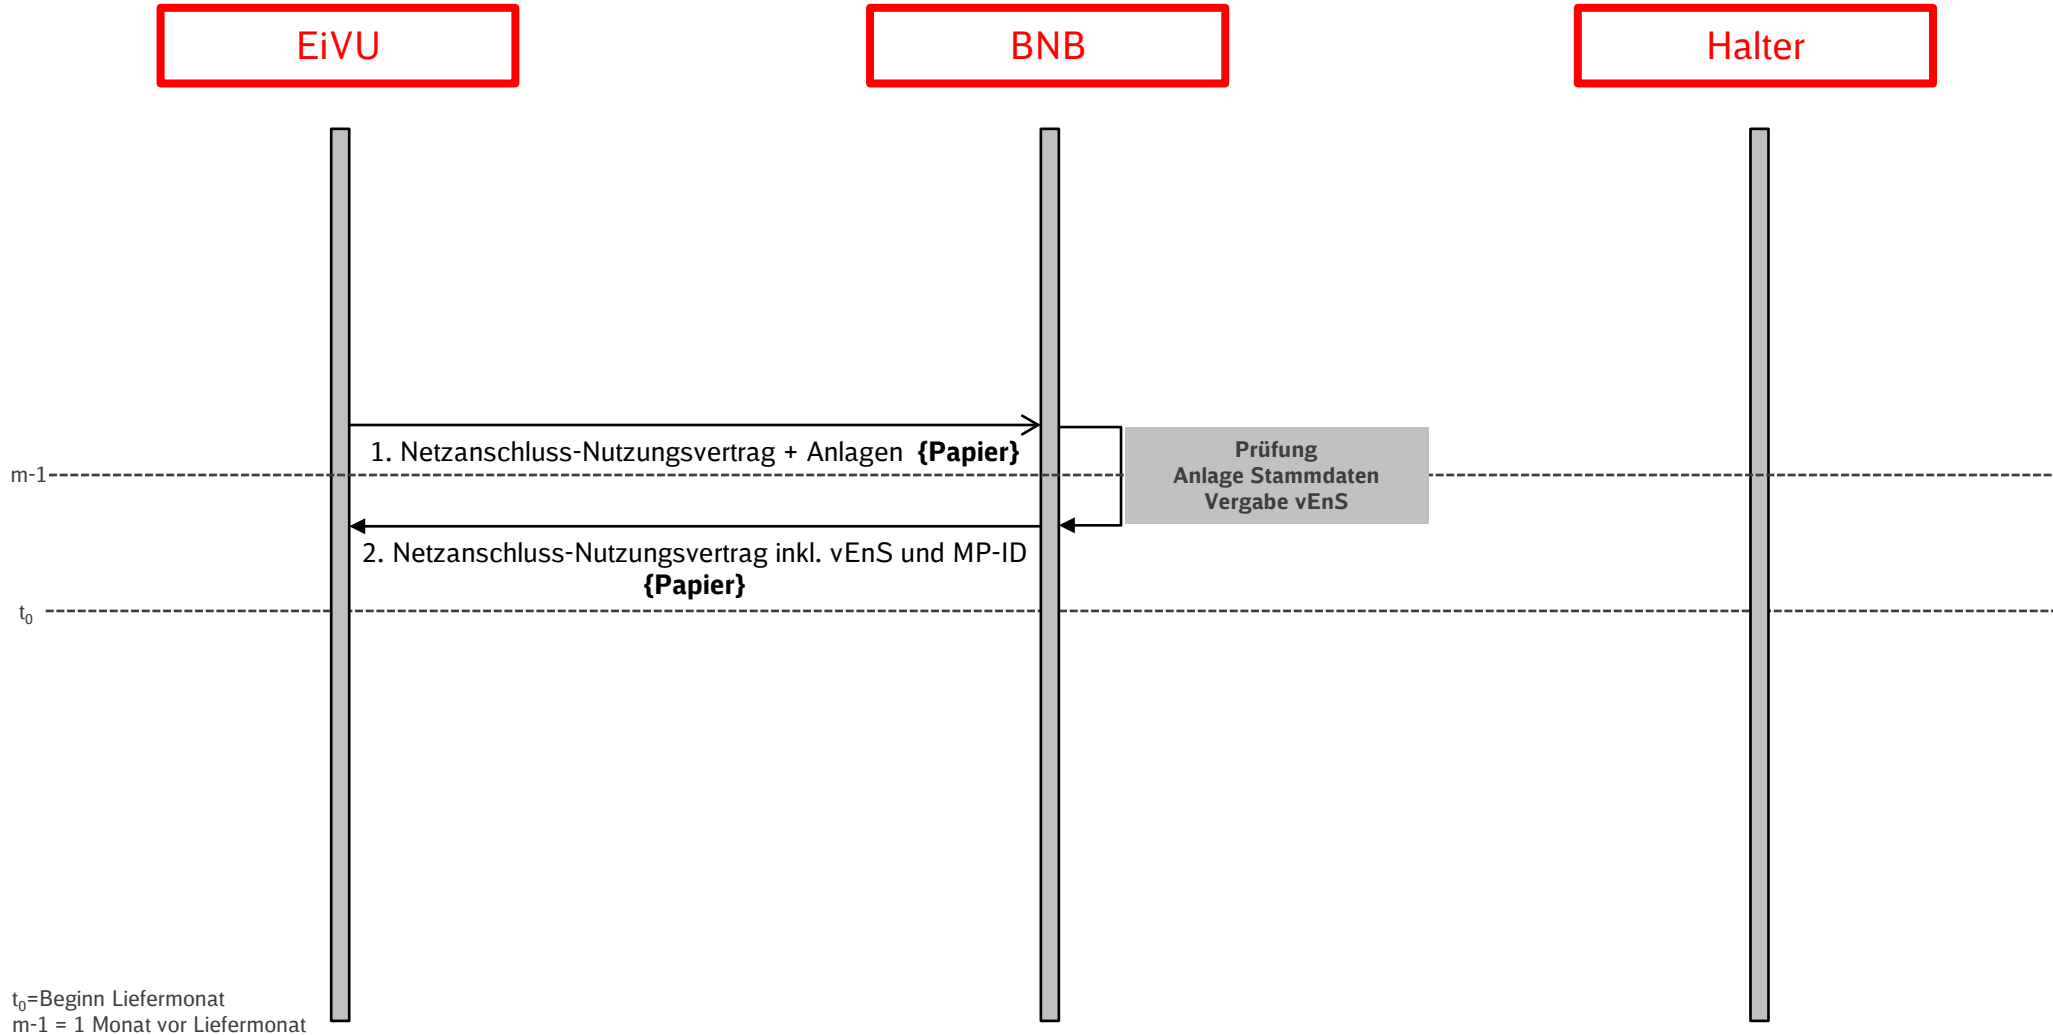 EiVU
BNB
Halter
1. Netzanschluss-Nutzungsvertrag + Anlagen {Papier}
Prüfung
Anlage Stammdaten
Vergabe vEnS
m-1
2. Netzanschluss-Nutzungsvertrag inkl. vEnS und MP-ID
{Papier}
t₀
t₀=Beginn Liefermonat
m-1 = 1 Monat vor Liefermonat